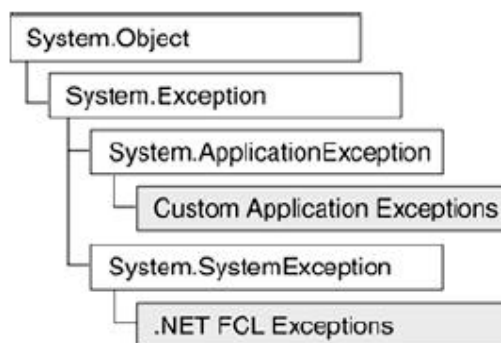 System.Object
System.Exception
System.ApplicationException
Custom Application Exceptions
System.SystemException
.NET FCL Exceptions